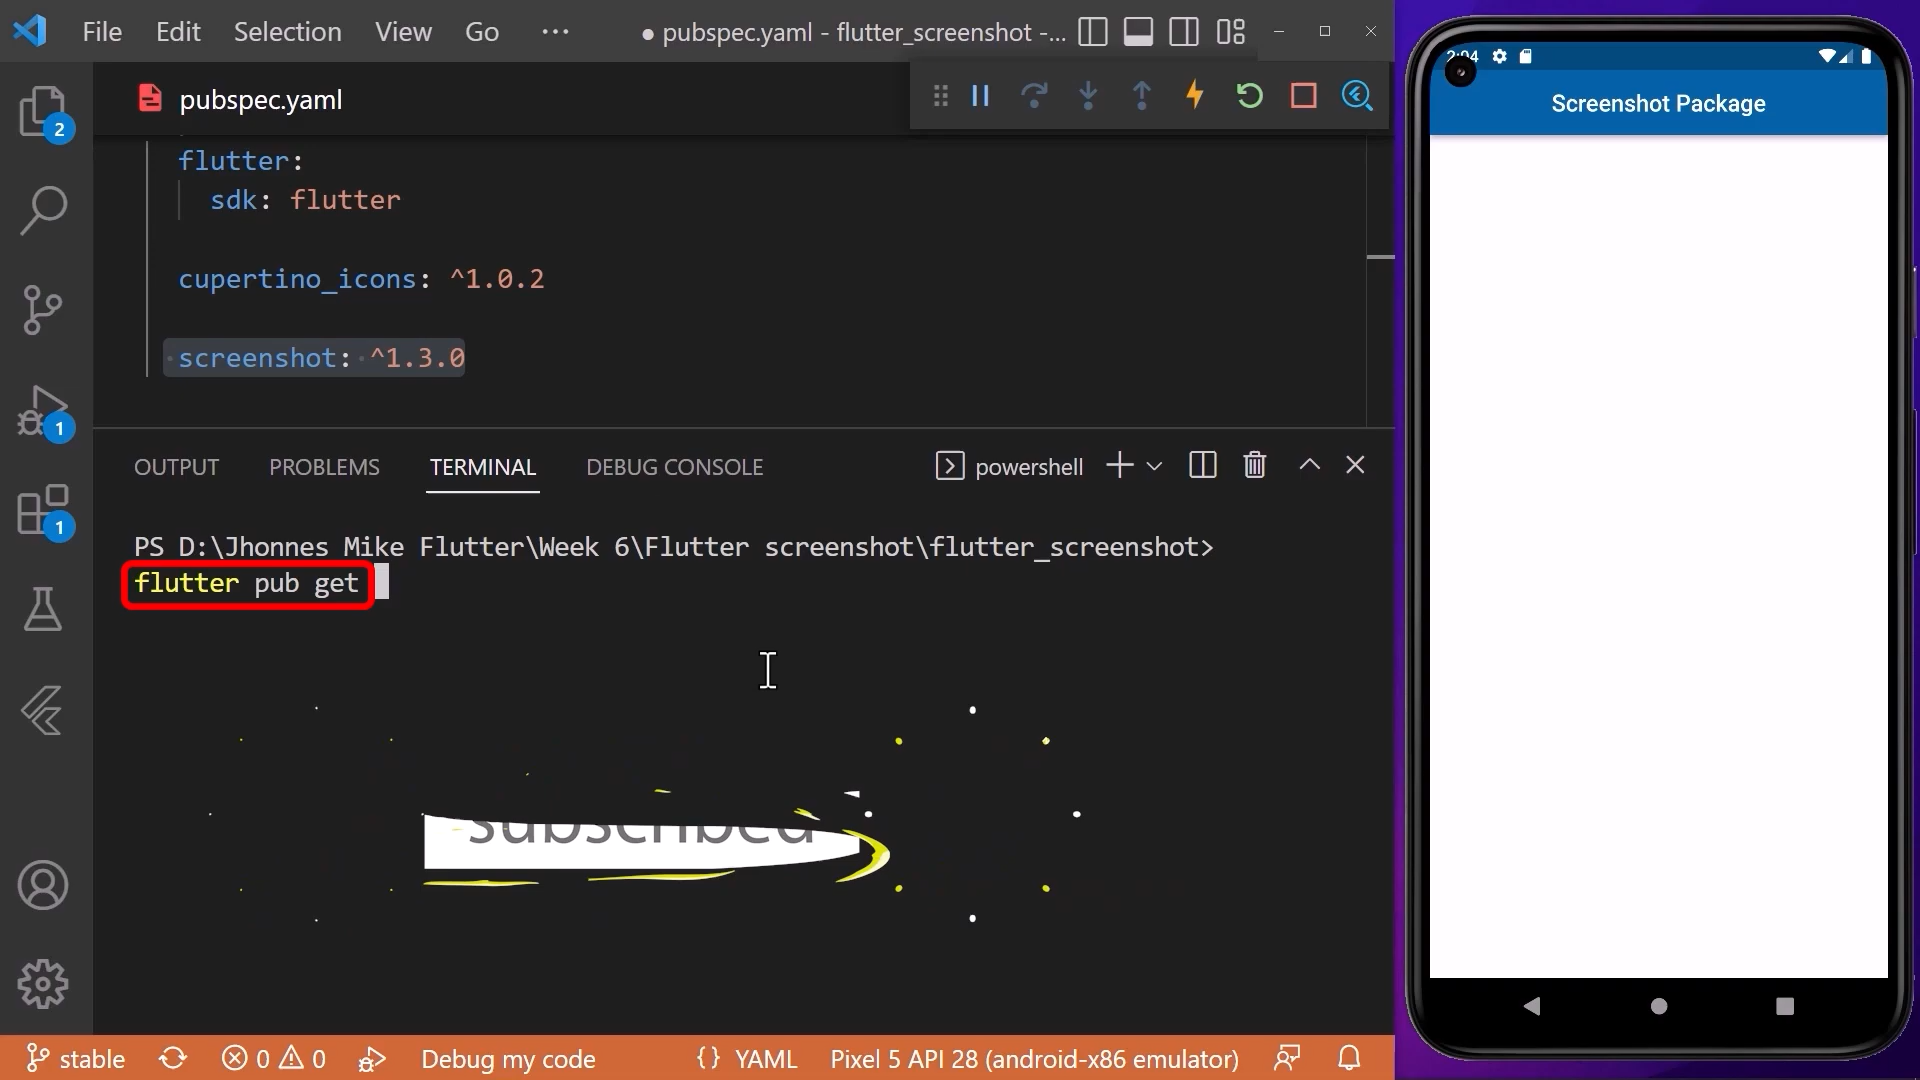 File Edit Selection View Go ··· ● pubspec.yaml - flutter_screenshot -...
pubspec.yaml
flutter:
sdk: flutter
cupertino_icons: ^1.0.2
screenshot: ^1.3.0
OUTPUT PROBLEMS TERMINAL DEBUG CONSOLE powershell
PS D:\Jhonnes Mike Flutter\Week 6\Flutter screenshot\flutter_screenshot>
flutter pub get
subscribed
2
1
1
stable 0 0 Debug my code {} YAML Pixel 5 API 28 (android-x86 emulator)
2:04
Screenshot Package